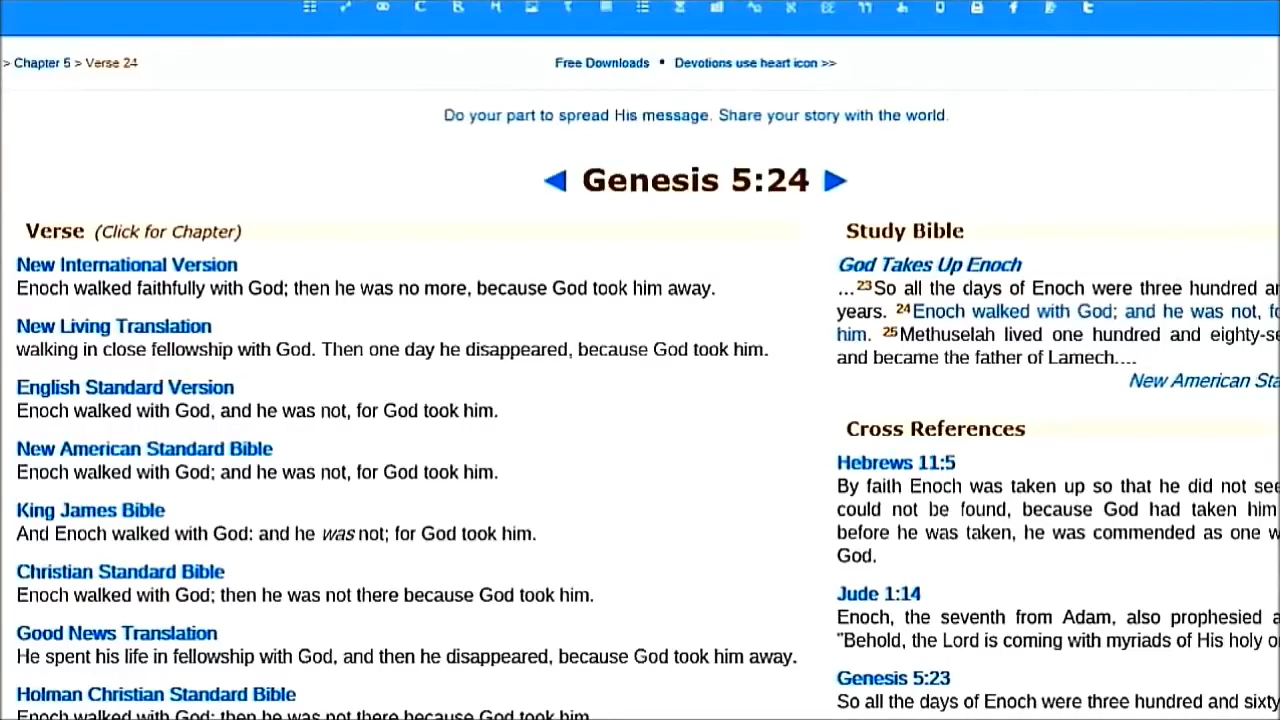 > Chapter 5 > Verse 24
Free Downloads • Devotions use heart icon >>
Do your part to spread His message. Share your story with the world.
Genesis 5:24
Verse (Click for Chapter)
New International Version
Enoch walked faithfully with God; then he was no more, because God took him away.
New Living Translation
walking in close fellowship with God. Then one day he disappeared, because God took him.
English Standard Version
Enoch walked with God, and he was not, for God took him.
New American Standard Bible
Enoch walked with God; and he was not, for God took him.
King James Bible
And Enoch walked with God: and he was not; for God took him.
Christian Standard Bible
Enoch walked with God; then he was not there because God took him.
Good News Translation
He spent his life in fellowship with God, and then he disappeared, because God took him away.
Holman Christian Standard Bible
Enoch walked with God; then he was not there because God took him.
Study Bible
God Takes Up Enoch
...23So all the days of Enoch were three hundred
years. 24Enoch walked with God; and he was not,
him. 25Methuselah lived one hundred and
and became the father of Lamech....
New American
Cross References
Hebrews 11:5
By faith Enoch was taken up so that he did not
could not be found, because God had taken him
before he was taken, he was commended as one
God.
Jude 1:14
Enoch, the seventh from Adam, also prophesied
"Behold, the Lord is coming with myriads of His holy
Genesis 5:23
So all the days of Enoch were three hundred and